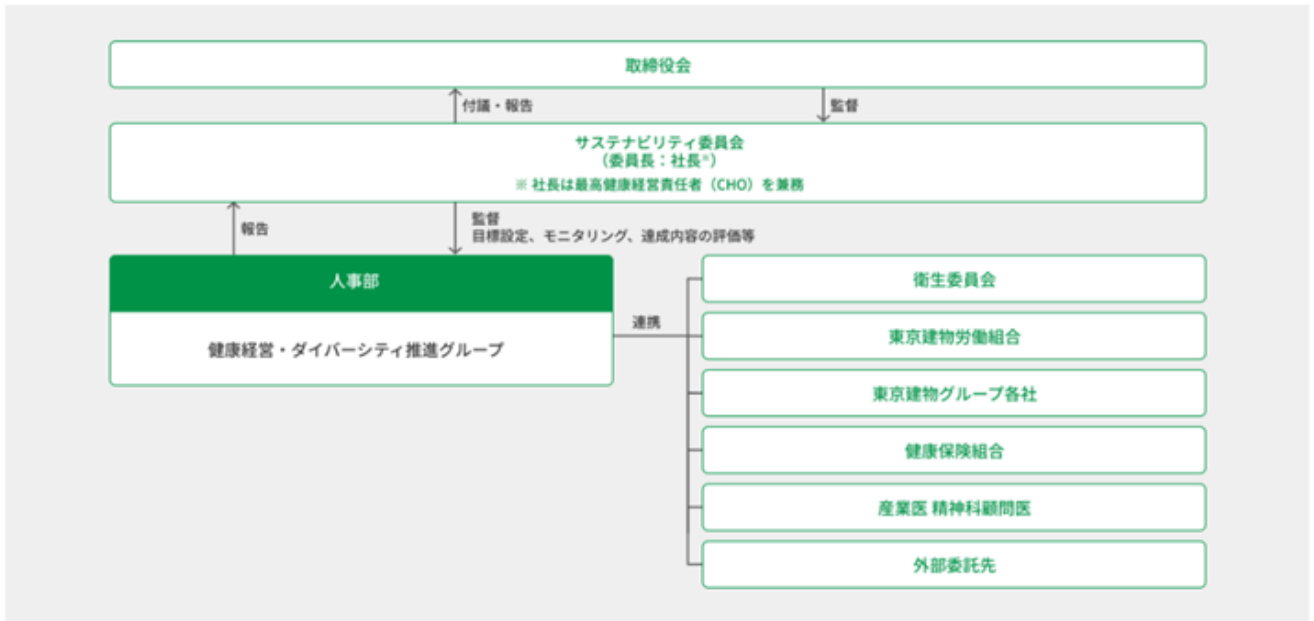 取締役会
付議・報告
監督
サステナビリティ委員会
（委員長：社長※）
※ 社長は最高健康経営責任者（CHO）を兼務
報告
監督
目標設定、モニタリング、達成内容の評価等
人事部
健康経営・ダイバーシティ推進グループ
連携
衛生委員会
東京建物労働組合
東京建物グループ各社
健康保険組合
産業医 精神科顧問医
外部委託先